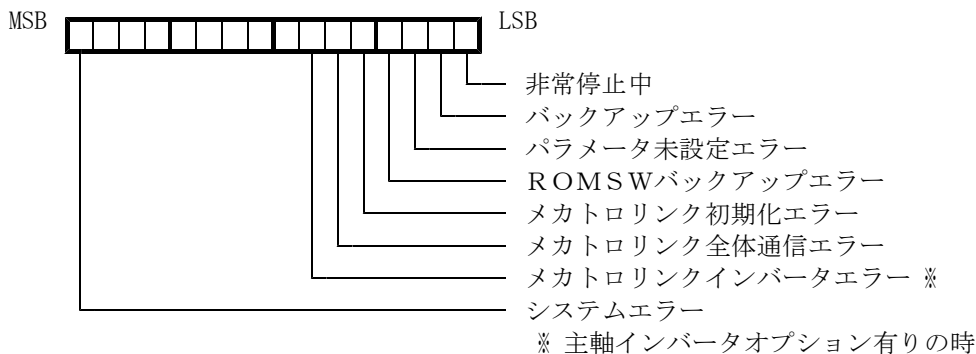 MSB LSB
非常停止中
バックアップエラー
パラメータ未設定エラー
ＲＯＭＳＷバックアップエラー
メカトロリンク初期化エラー
メカトロリンク全体通信エラー
メカトロリンクインバータエラー ※
システムエラー
※ 主軸インバータオプション有りの時